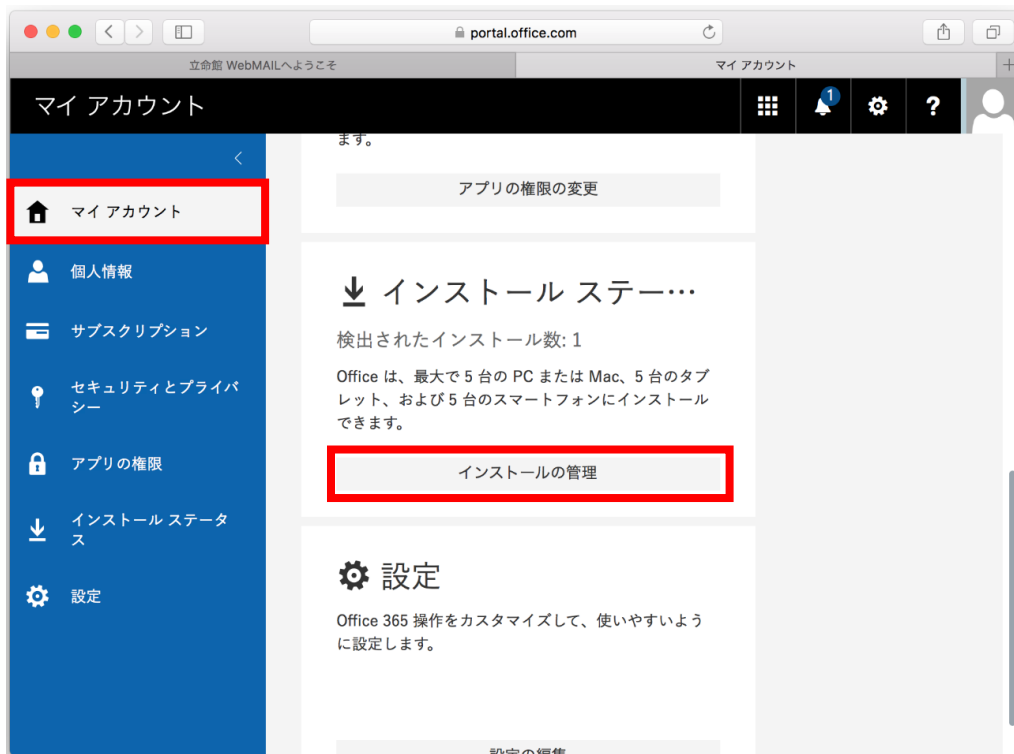 portal.office.com
立命館 WebMAILへようこそ
マイ アカウント
マイ アカウント
1
?
マイ アカウント
個人情報
サブスクリプション
セキュリティとプライバ
シー
アプリの権限
インストール ステータ
ス
設定
ます。
アプリの権限の変更
インストール ステー…
検出されたインストール数: 1
Office は、最大で 5 台の PC または Mac、5 台のタブ
レット、および 5 台のスマートフォンにインストール
できます。
インストールの管理
設定
Office 365 操作をカスタマイズして、使いやすいよう
に設定します。
設定の編集